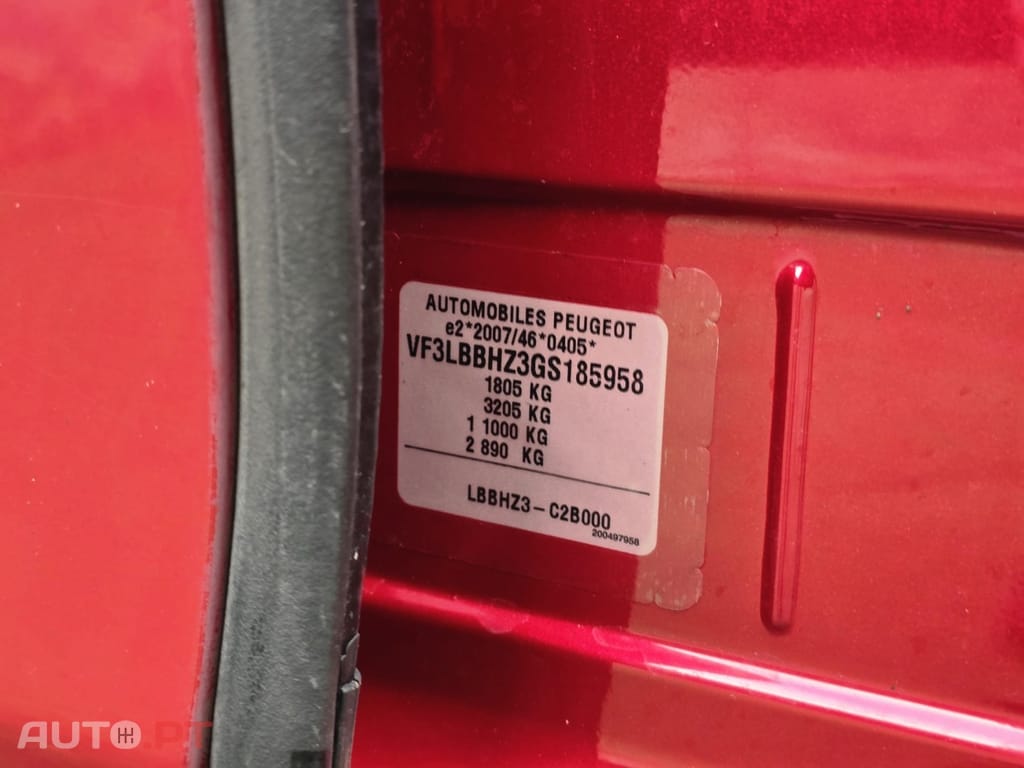 AUTOMOBILES PEUGEOT
e2*2007/46*0405*
VF3LBBHZ3GS185958
1805 KG
3205 KG
1 1000 KG
2 890 KG
LBBHZ3-C2B000
200497958
AUTO.PT